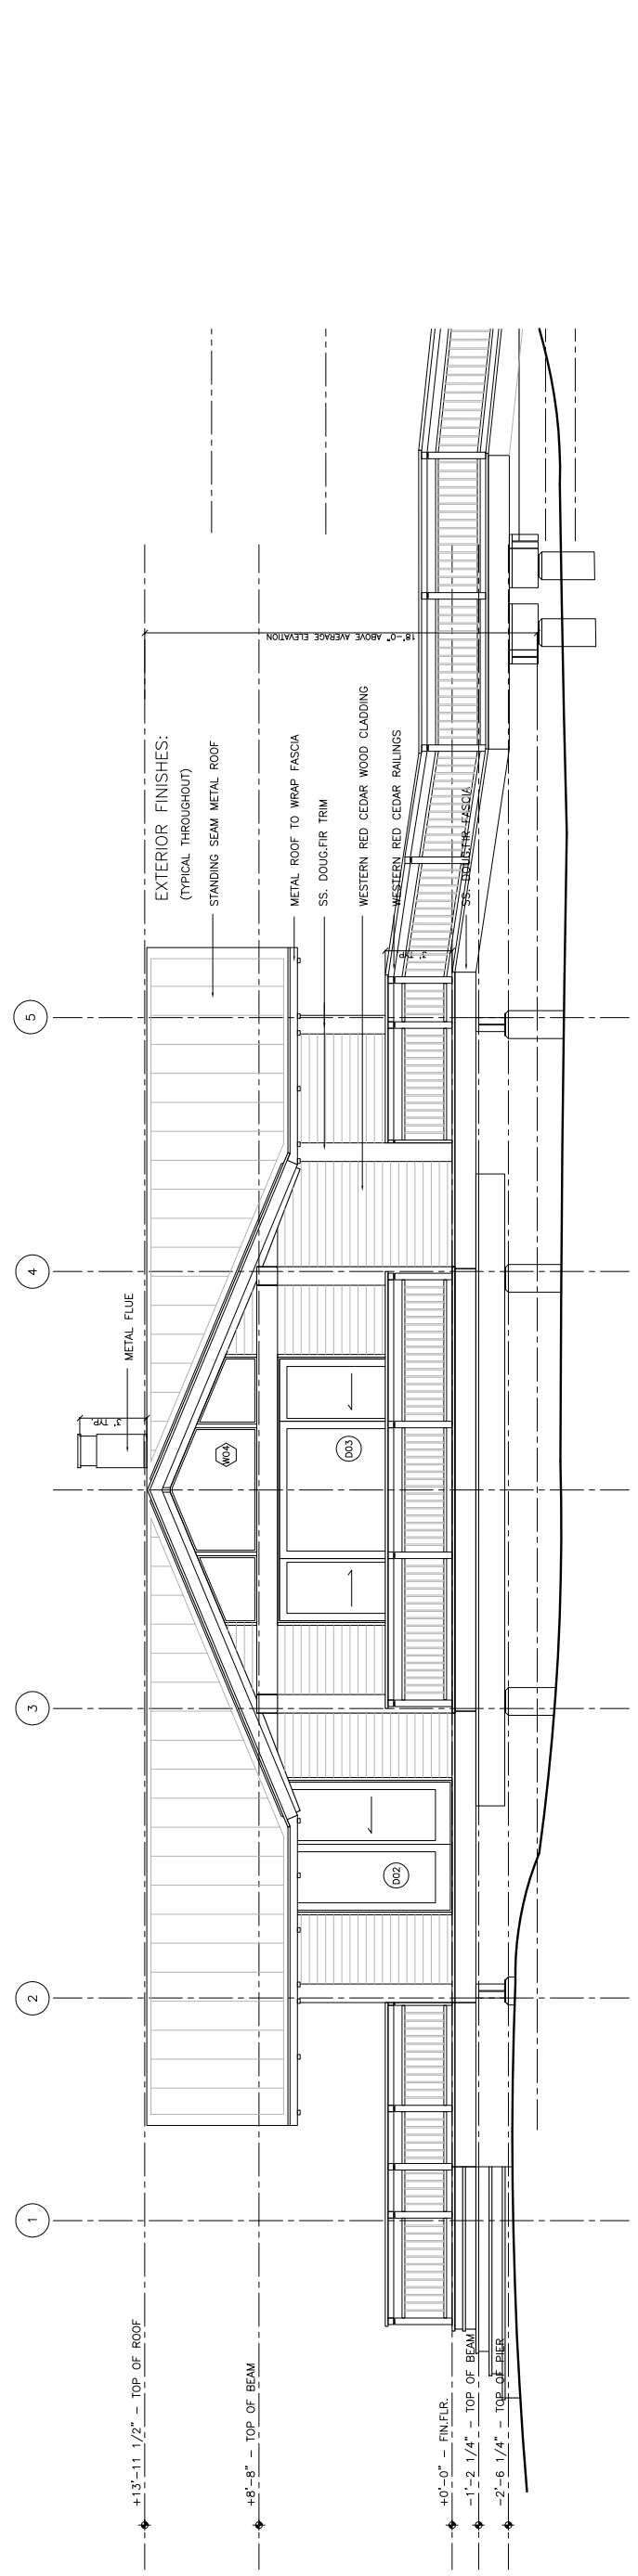 EXTERIOR FINISHES:
(TYPICAL THROUGHOUT)
STANDING SEAM METAL ROOF
METAL ROOF TO WRAP FASCIA
SS. DOUG.FIR TRIM
WESTERN RED CEDAR WOOD CLADDING
WESTERN RED CEDAR RAILINGS
SS. DOUG.FIR FASCIA
METAL FLUE
3' TYP.
3' TYP.
18'-0" ABOVE AVERAGE ELEVATION
W04
D03
D02
1
2
3
4
5
+13'-11 1/2" - TOP OF ROOF
+8'-8" - TOP OF BEAM
+0'-0" - FIN.FLR.
-1'-2 1/4" - TOP OF BEAM
-2'-6 1/4" - TOP OF PIER